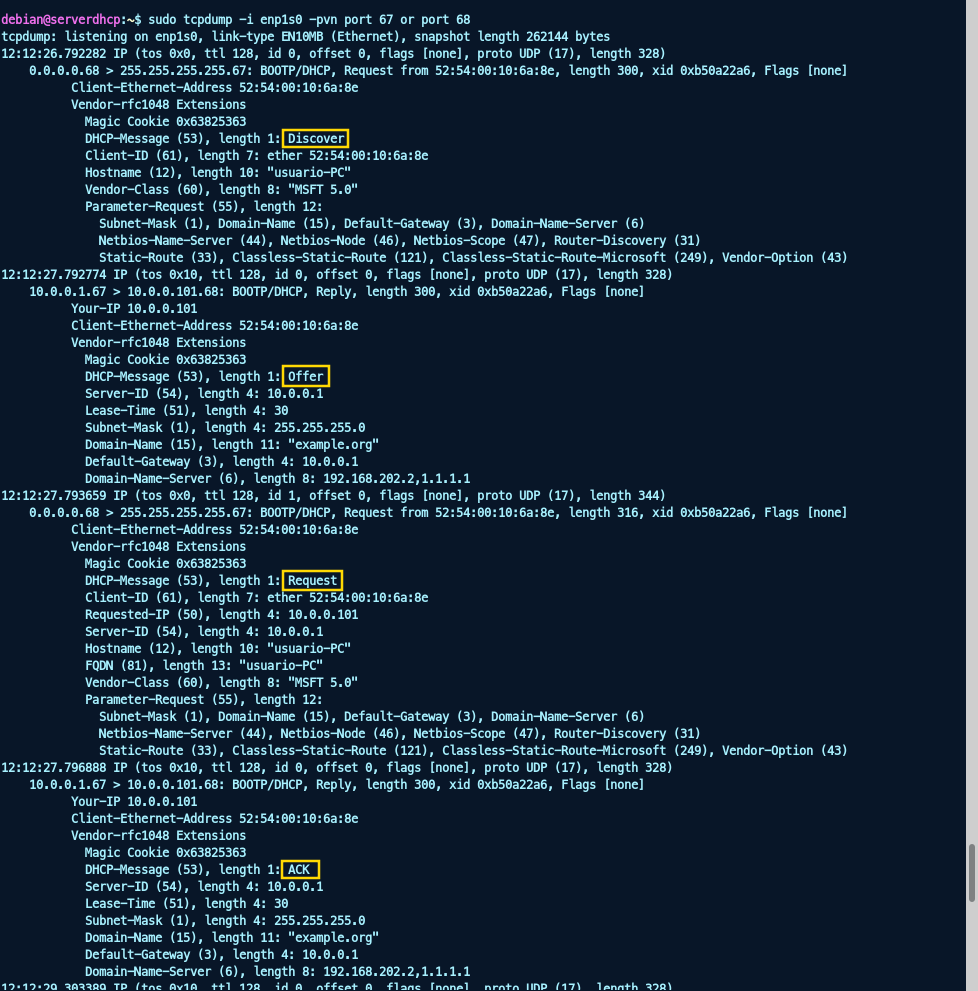 debian@serverdhcp:~$ sudo tcpdump -i enp1s0 -pvn port 67 or port 68
tcpdump: listening on enp1s0, link-type EN10MB (Ethernet), snapshot length 262144 bytes
12:12:26.792282 IP (tos 0x0, ttl 128, id 0, offset 0, flags [none], proto UDP (17), length 328)
    0.0.0.0.68 > 255.255.255.255.67: BOOTP/DHCP, Request from 52:54:00:10:6a:8e, length 300, xid 0xb50a22a6, Flags [none]
          Client-Ethernet-Address 52:54:00:10:6a:8e
          Vendor-rfc1048 Extensions
            Magic Cookie 0x63825363
            DHCP-Message (53), length 1: Discover
            Client-ID (61), length 7: ether 52:54:00:10:6a:8e
            Hostname (12), length 10: "usuario-PC"
            Vendor-Class (60), length 8: "MSFT 5.0"
            Parameter-Request (55), length 12:
              Subnet-Mask (1), Domain-Name (15), Default-Gateway (3), Domain-Name-Server (6)
              Netbios-Name-Server (44), Netbios-Node (46), Netbios-Scope (47), Router-Discovery (31)
              Static-Route (33), Classless-Static-Route (121), Classless-Static-Route-Microsoft (249), Vendor-Option (43)
12:12:27.792774 IP (tos 0x10, ttl 128, id 0, offset 0, flags [none], proto UDP (17), length 328)
    10.0.0.1.67 > 10.0.0.101.68: BOOTP/DHCP, Reply, length 300, xid 0xb50a22a6, Flags [none]
          Your-IP 10.0.0.101
          Client-Ethernet-Address 52:54:00:10:6a:8e
          Vendor-rfc1048 Extensions
            Magic Cookie 0x63825363
            DHCP-Message (53), length 1: Offer
            Server-ID (54), length 4: 10.0.0.1
            Lease-Time (51), length 4: 30
            Subnet-Mask (1), length 4: 255.255.255.0
            Domain-Name (15), length 11: "example.org"
            Default-Gateway (3), length 4: 10.0.0.1
            Domain-Name-Server (6), length 8: 192.168.202.2,1.1.1.1
12:12:27.793659 IP (tos 0x0, ttl 128, id 1, offset 0, flags [none], proto UDP (17), length 344)
    0.0.0.0.68 > 255.255.255.255.67: BOOTP/DHCP, Request from 52:54:00:10:6a:8e, length 316, xid 0xb50a22a6, Flags [none]
          Client-Ethernet-Address 52:54:00:10:6a:8e
          Vendor-rfc1048 Extensions
            Magic Cookie 0x63825363
            DHCP-Message (53), length 1: Request
            Client-ID (61), length 7: ether 52:54:00:10:6a:8e
            Requested-IP (50), length 4: 10.0.0.101
            Server-ID (54), length 4: 10.0.0.1
            Hostname (12), length 10: "usuario-PC"
            FQDN (81), length 13: "usuario-PC"
            Vendor-Class (60), length 8: "MSFT 5.0"
            Parameter-Request (55), length 12:
              Subnet-Mask (1), Domain-Name (15), Default-Gateway (3), Domain-Name-Server (6)
              Netbios-Name-Server (44), Netbios-Node (46), Netbios-Scope (47), Router-Discovery (31)
              Static-Route (33), Classless-Static-Route (121), Classless-Static-Route-Microsoft (249), Vendor-Option (43)
12:12:27.796888 IP (tos 0x10, ttl 128, id 0, offset 0, flags [none], proto UDP (17), length 328)
    10.0.0.1.67 > 10.0.0.101.68: BOOTP/DHCP, Reply, length 300, xid 0xb50a22a6, Flags [none]
          Your-IP 10.0.0.101
          Client-Ethernet-Address 52:54:00:10:6a:8e
          Vendor-rfc1048 Extensions
            Magic Cookie 0x63825363
            DHCP-Message (53), length 1: ACK
            Server-ID (54), length 4: 10.0.0.1
            Lease-Time (51), length 4: 30
            Subnet-Mask (1), length 4: 255.255.255.0
            Domain-Name (15), length 11: "example.org"
            Default-Gateway (3), length 4: 10.0.0.1
            Domain-Name-Server (6), length 8: 192.168.202.2,1.1.1.1
12:12:29.303389 IP (tos 0x10, ttl 128, id 0, offset 0, flags [none], proto UDP (17), length 328)